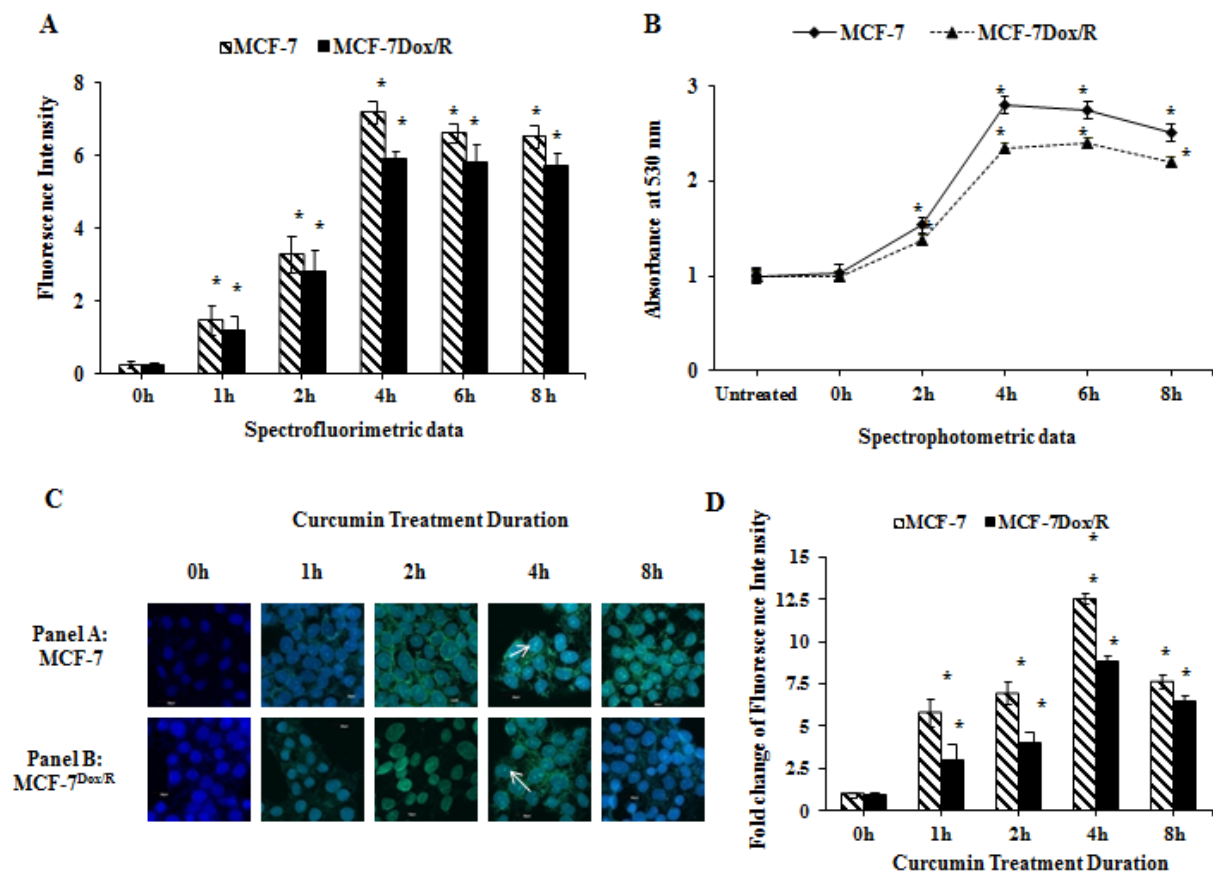 A
MCF-7 MCF-7Dox/R
Fluorescence Intensity
8
6
4
2
0
* * * * * * * * * *
0h 1h 2h 4h 6h 8h
Spectrofluorimetric data
B
MCF-7 MCF-7Dox/R
Absorbance at 530 nm
3
2
1
0
* * * * * * * *
Untreated 0h 2h 4h 6h 8h
Spectrophotometric data
C
Curcumin Treatment Duration
0h 1h 2h 4h 8h
Panel A:
MCF-7
Panel B:
MCF-7Dox/R
D
MCF-7 MCF-7Dox/R
Fold change of Fluorescence Intensity
15
12.5
10
7.5
5
2.5
0
* * * * * * * *
0h 1h 2h 4h 8h
Curcumin Treatment Duration